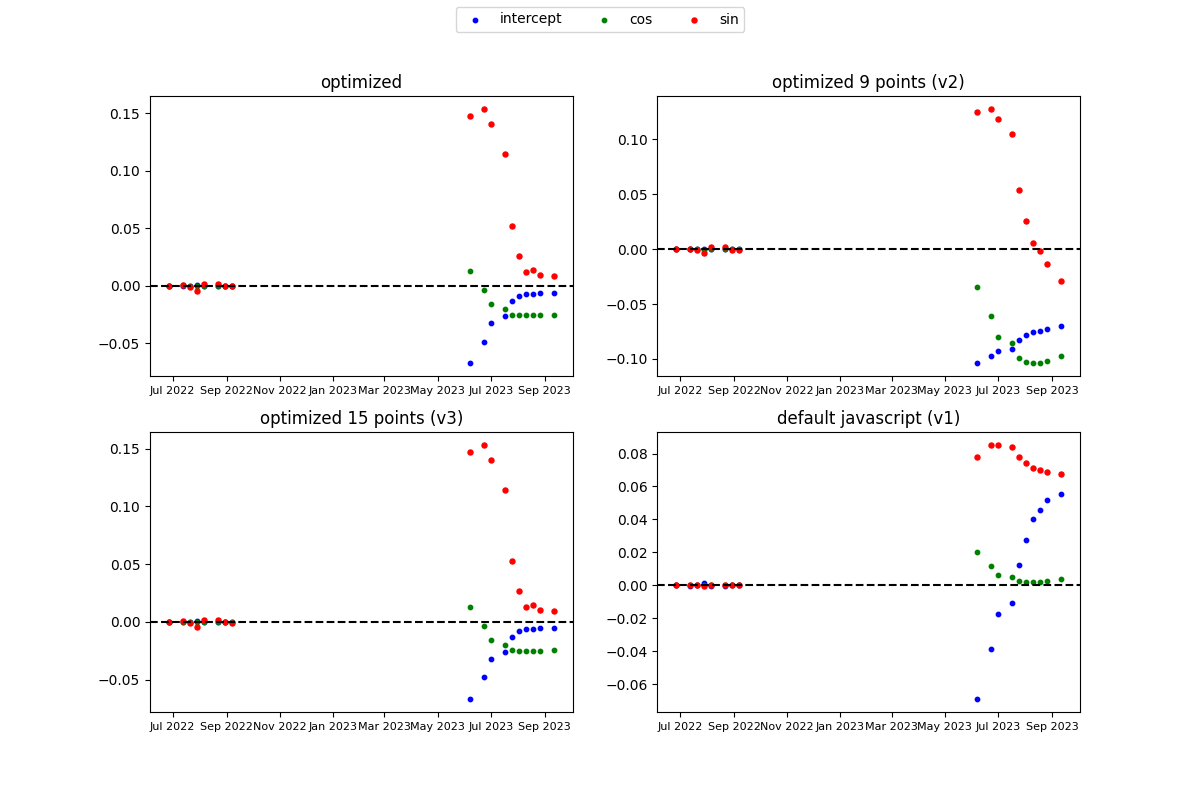 intercept cos sin
optimized
0.15
0.10
0.05
0.00
−0.05
Jul 2022 Sep 2022 Nov 2022 Jan 2023 Mar 2023 May 2023 Jul 2023 Sep 2023
optimized 9 points (v2)
0.10
0.05
0.00
−0.05
−0.10
Jul 2022 Sep 2022 Nov 2022 Jan 2023 Mar 2023 May 2023 Jul 2023 Sep 2023
optimized 15 points (v3)
0.15
0.10
0.05
0.00
−0.05
Jul 2022 Sep 2022 Nov 2022 Jan 2023 Mar 2023 May 2023 Jul 2023 Sep 2023
default javascript (v1)
0.08
0.06
0.04
0.02
0.00
−0.02
−0.04
−0.06
Jul 2022 Sep 2022 Nov 2022 Jan 2023 Mar 2023 May 2023 Jul 2023 Sep 2023